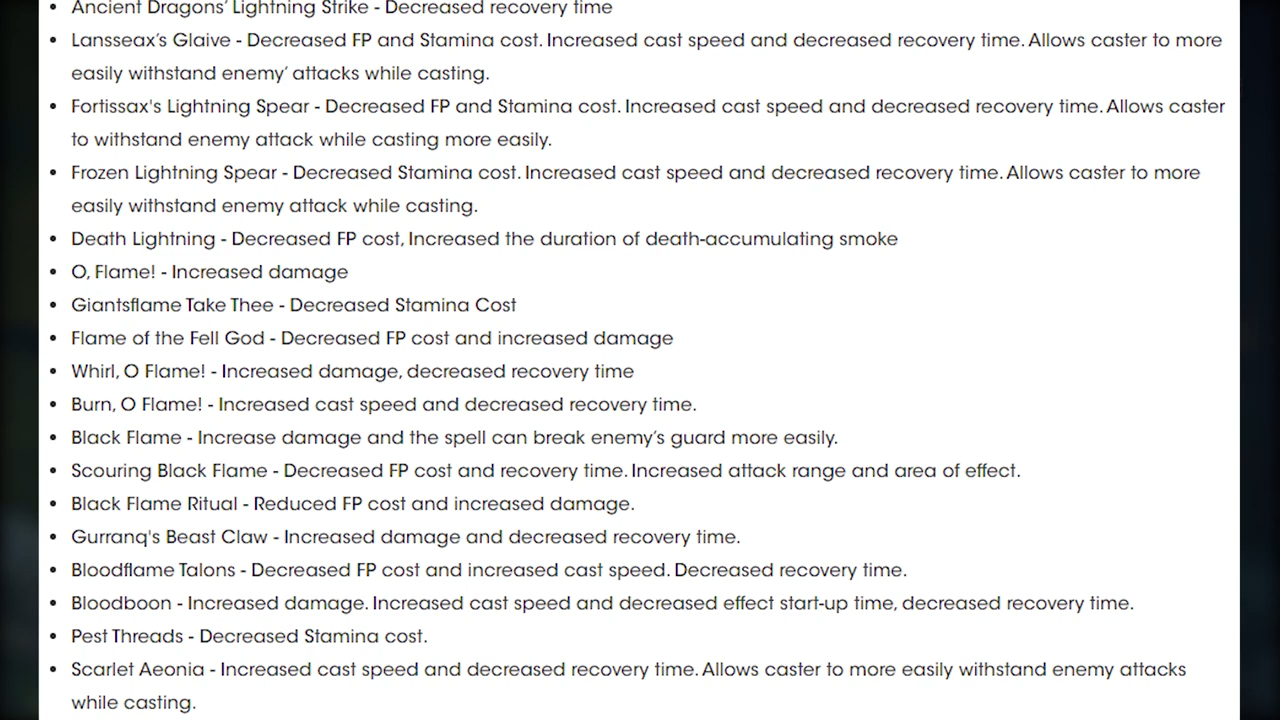 • Ancient Dragons' Lightning Strike - Decreased recovery time
• Lansseax's Glaive - Decreased FP and Stamina cost. Increased cast speed and decreased recovery time. Allows caster to more
easily withstand enemy' attacks while casting.
• Fortissax's Lightning Spear - Decreased FP and Stamina cost. Increased cast speed and decreased recovery time. Allows caster
to withstand enemy attack while casting more easily.
• Frozen Lightning Spear - Decreased Stamina cost. Increased cast speed and decreased recovery time. Allows caster to more
easily withstand enemy attack while casting.
• Death Lightning - Decreased FP cost, Increased the duration of death-accumulating smoke
• O, Flame! - Increased damage
• Giantsflame Take Thee - Decreased Stamina Cost
• Flame of the Fell God - Decreased FP cost and increased damage
• Whirl, O Flame! - Increased damage, decreased recovery time
• Burn, O Flame! - Increased cast speed and decreased recovery time.
• Black Flame - Increase damage and the spell can break enemy's guard more easily.
• Scouring Black Flame - Decreased FP cost and recovery time. Increased attack range and area of effect.
• Black Flame Ritual - Reduced FP cost and increased damage.
• Gurranq's Beast Claw - Increased damage and decreased recovery time.
• Bloodflame Talons - Decreased FP cost and increased cast speed. Decreased recovery time.
• Bloodboon - Increased damage. Increased cast speed and decreased effect start-up time, decreased recovery time.
• Pest Threads - Decreased Stamina cost.
• Scarlet Aeonia - Increased cast speed and decreased recovery time. Allows caster to more easily withstand enemy attacks
while casting.